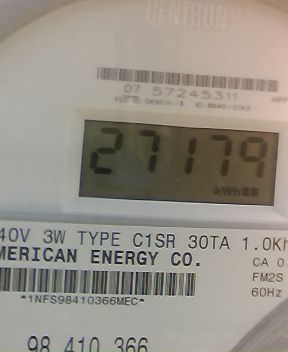 CENTRON
07 57245311
27179
kWh
40V 3W TYPE C1SR 30TA 1.0Kh
MERICAN ENERGY CO.
CA 0.
FM2S
*1NFS98410366MEC*
60Hz
98 410 366